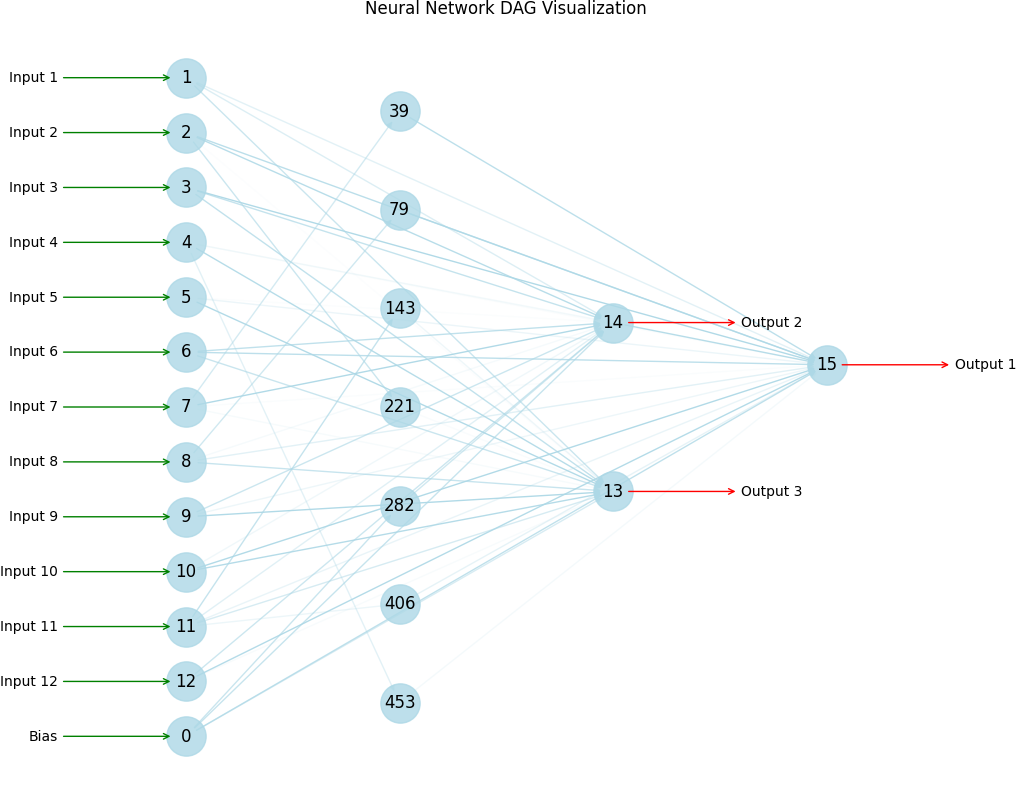 Neural Network DAG Visualization
Input 1
1
39
Input 2
2
Input 3
3
79
Input 4
4
Input 5
5
143
14
Output 2
Input 6
6
15
Output 1
Input 7
7
221
Input 8
8
13
Output 3
Input 9
9
282
Input 10
10
406
Input 11
11
Input 12
12
453
Bias
0